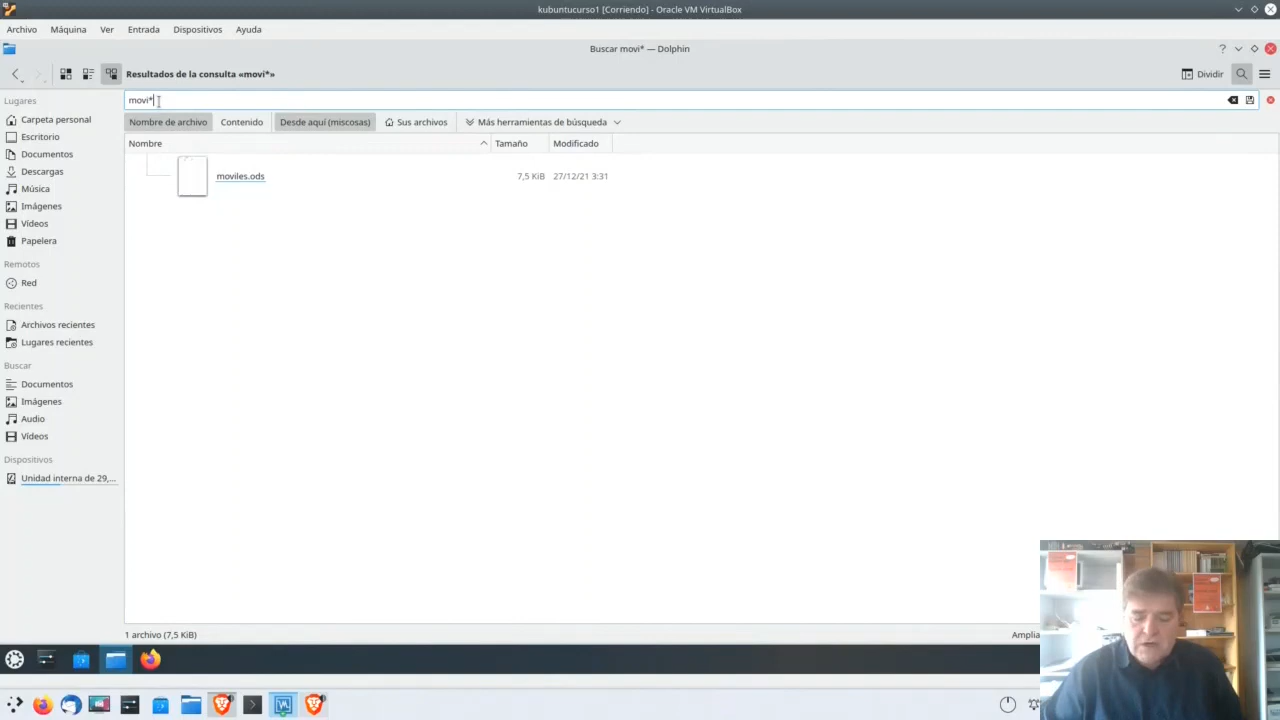 kubuntucurso1 [Corriendo] - Oracle VM VirtualBox
Archivo Máquina Ver Entrada Dispositivos Ayuda
Buscar movi* — Dolphin
Resultados de la consulta «movi*»
Dividir
movi*
Nombre de archivo Contenido Desde aquí (miscosas) Sus archivos Más herramientas de búsqueda
Nombre Tamaño Modificado
moviles.ods 7,5 KiB 27/12/21 3:31
Lugares
Carpeta personal
Escritorio
Documentos
Descargas
Música
Imágenes
Vídeos
Papelera
Remotos
Red
Recientes
Archivos recientes
Lugares recientes
Buscar
Documentos
Imágenes
Audio
Vídeos
Dispositivos
Unidad interna de 29,...
1 archivo (7,5 KiB)
Amplia